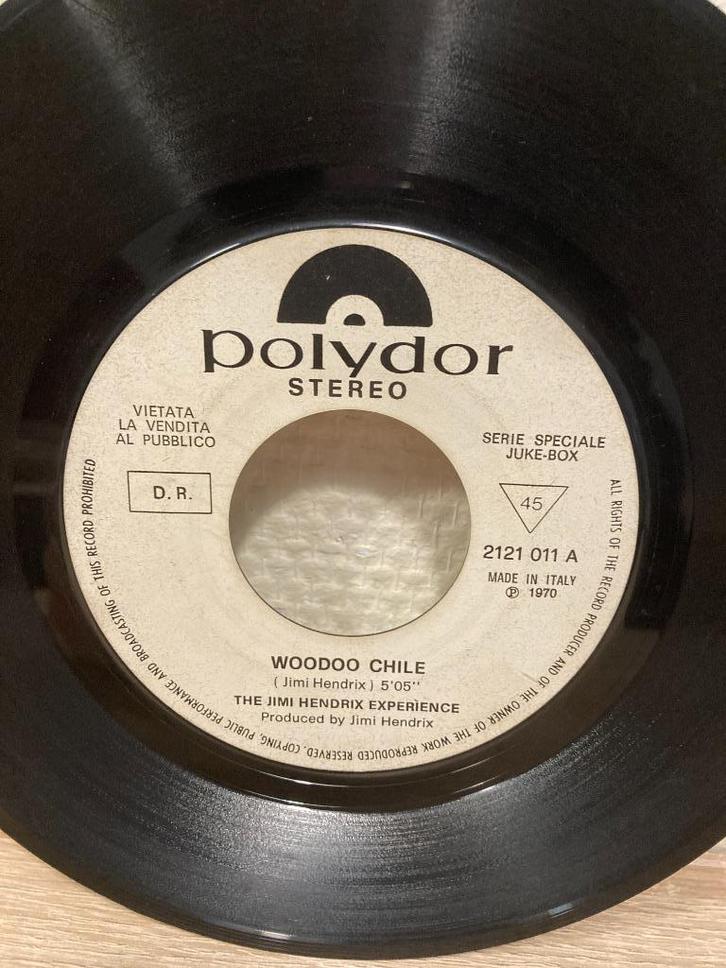 polydor
STEREO
VIETATA
LA VENDITA
AL PUBBLICO
D.R.
SERIE SPECIALE
JUKE-BOX
45
2121 011 A
MADE IN ITALY
℗ 1970
WOODOO CHILE
( Jimi Hendrix ) 5'05''
THE JIMI HENDRIX EXPERIENCE
Produced by Jimi Hendrix
ALL RIGHTS OF THE RECORD PRODUCER AND OF THE OWNER OF THE WORK REPRODUCED RESERVED. COPYING, PUBLIC PERFORMANCE AND BROADCASTING OF THIS RECORD PROHIBITED